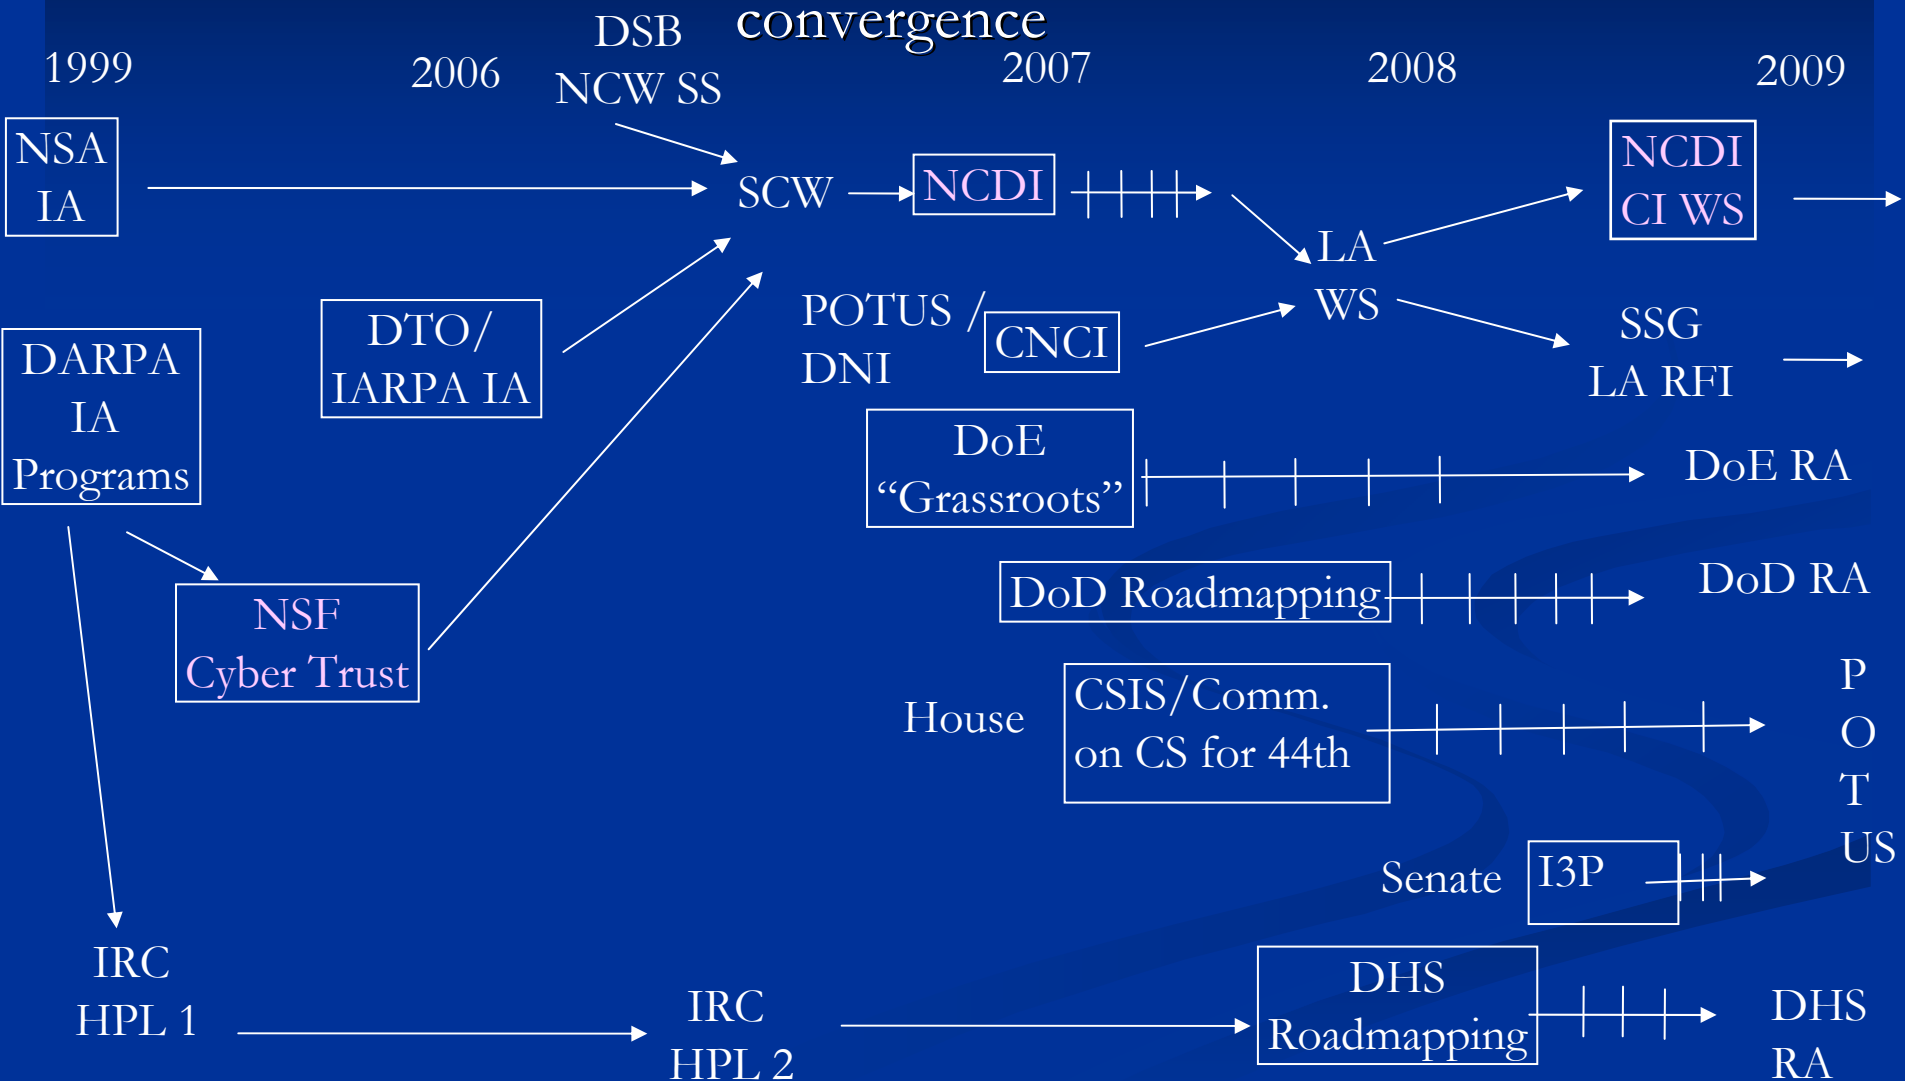 convergence
1999
2006
DSB
NCW SS
2007
2008
2009
NSA
IA
SCW
NCDI
LA
WS
NCDI
CI WS
DARPA
IA
Programs
DTO/
IARPA IA
POTUS /
DNI
CNCI
SSG
LA RFI
DoE
“Grassroots”
DoE RA
NSF
Cyber Trust
DoD Roadmapping
DoD RA
House
CSIS/Comm.
on CS for 44th
P
O
T
US
Senate
I3P
IRC
HPL 1
IRC
HPL 2
DHS
Roadmapping
DHS
RA